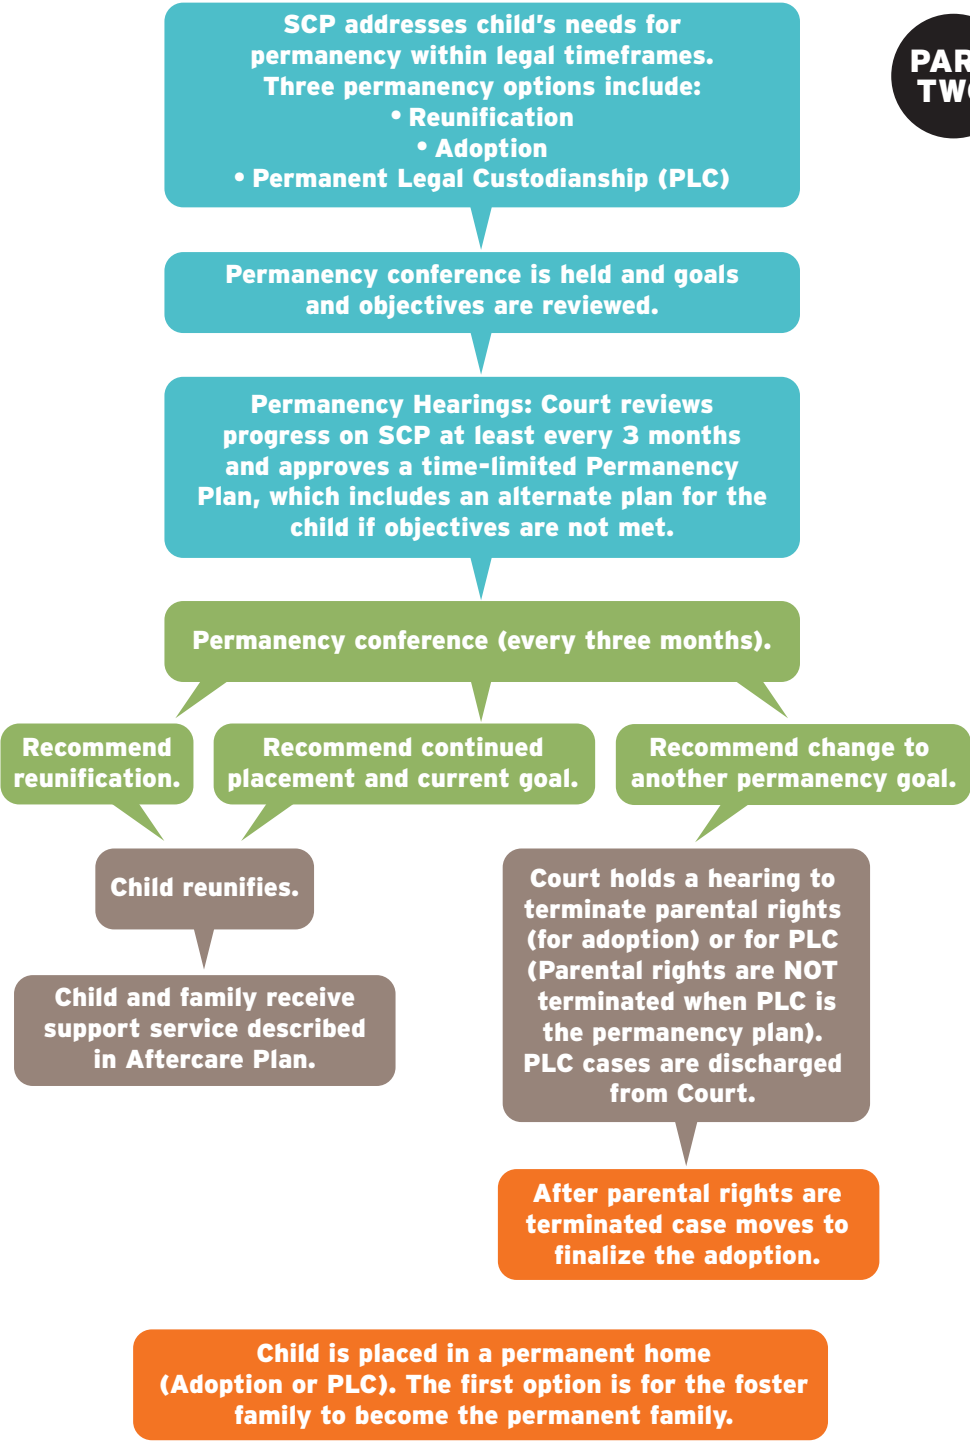 SCP addresses child's needs for
permanency within legal timeframes.
Three permanency options include:
• Reunification
• Adoption
• Permanent Legal Custodianship (PLC)
Permanency conference is held and goals
and objectives are reviewed.
Permanency Hearings: Court reviews
progress on SCP at least every 3 months
and approves a time-limited Permanency
Plan, which includes an alternate plan for the
child if objectives are not met.
Permanency conference (every three months).
Recommend
reunification.
Recommend continued
placement and current goal.
Recommend change to
another permanency goal.
Child reunifies.
Child and family receive
support service described
in Aftercare Plan.
Court holds a hearing to
terminate parental rights
(for adoption) or for PLC
(Parental rights are NOT
terminated when PLC is
the permanency plan).
PLC cases are discharged
from Court.
After parental rights are
terminated case moves to
finalize the adoption.
Child is placed in a permanent home
(Adoption or PLC). The first option is for the foster
family to become the permanent family.